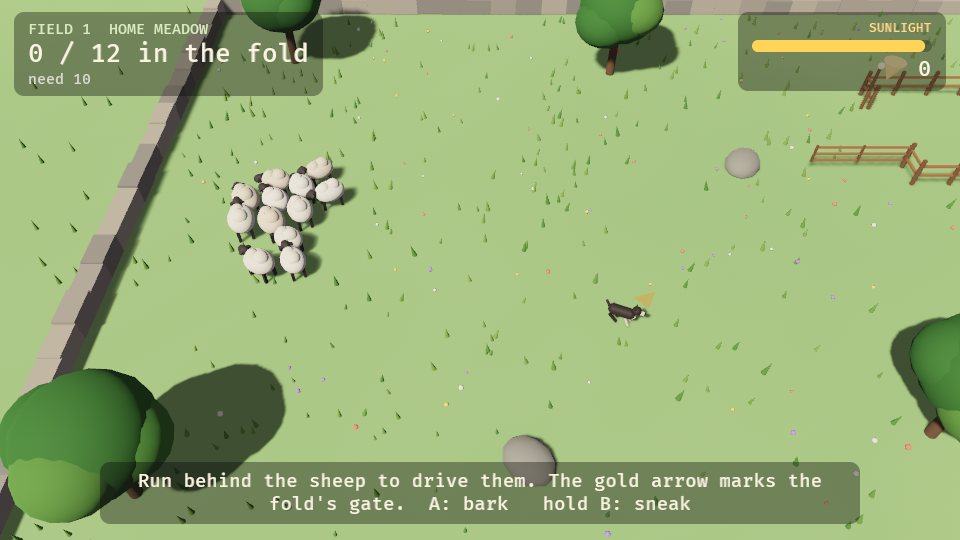 FIELD 1  HOME MEADOW
0 / 12 in the fold
need 10
SUNLIGHT
0
Run behind the sheep to drive them. The gold arrow marks the
fold's gate.  A: bark   hold B: sneak